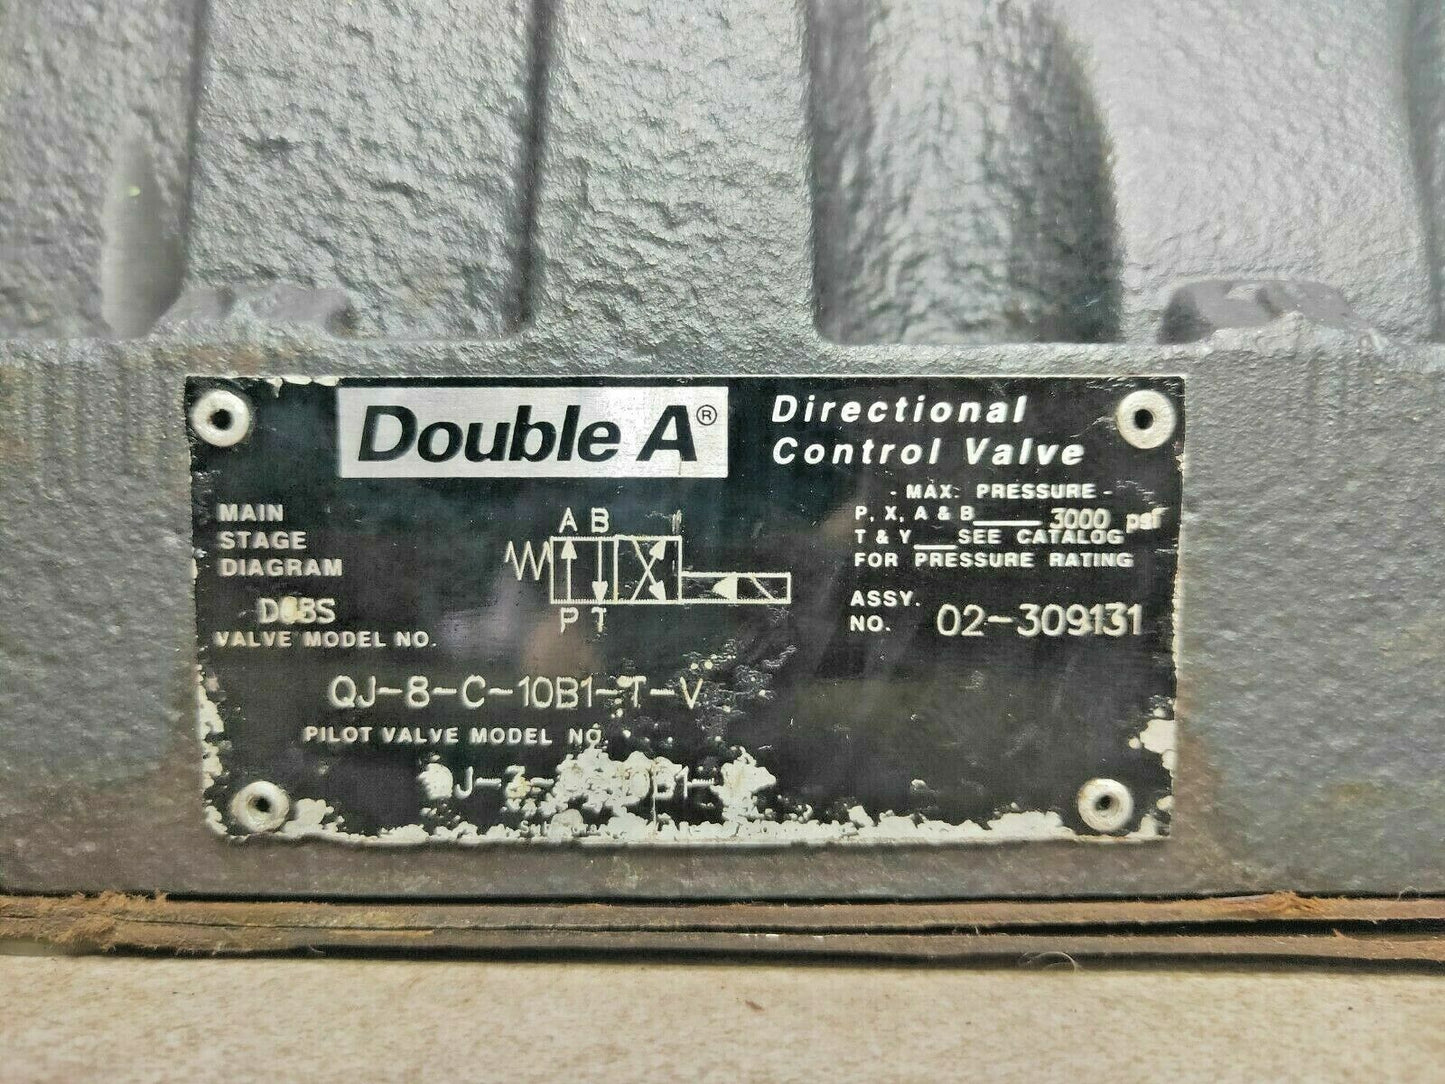 Double A®
Directional
Control Valve
- MAX. PRESSURE -
P, X, A & B 3000 psi
T & Y SEE CATALOG
FOR PRESSURE RATING
MAIN
STAGE
DIAGRAM
A B
P T
VALVE MODEL NO.
ASSY.
NO. 02-309131
QJ-8-C-10B1-T-V
PILOT VALVE MODEL NO.